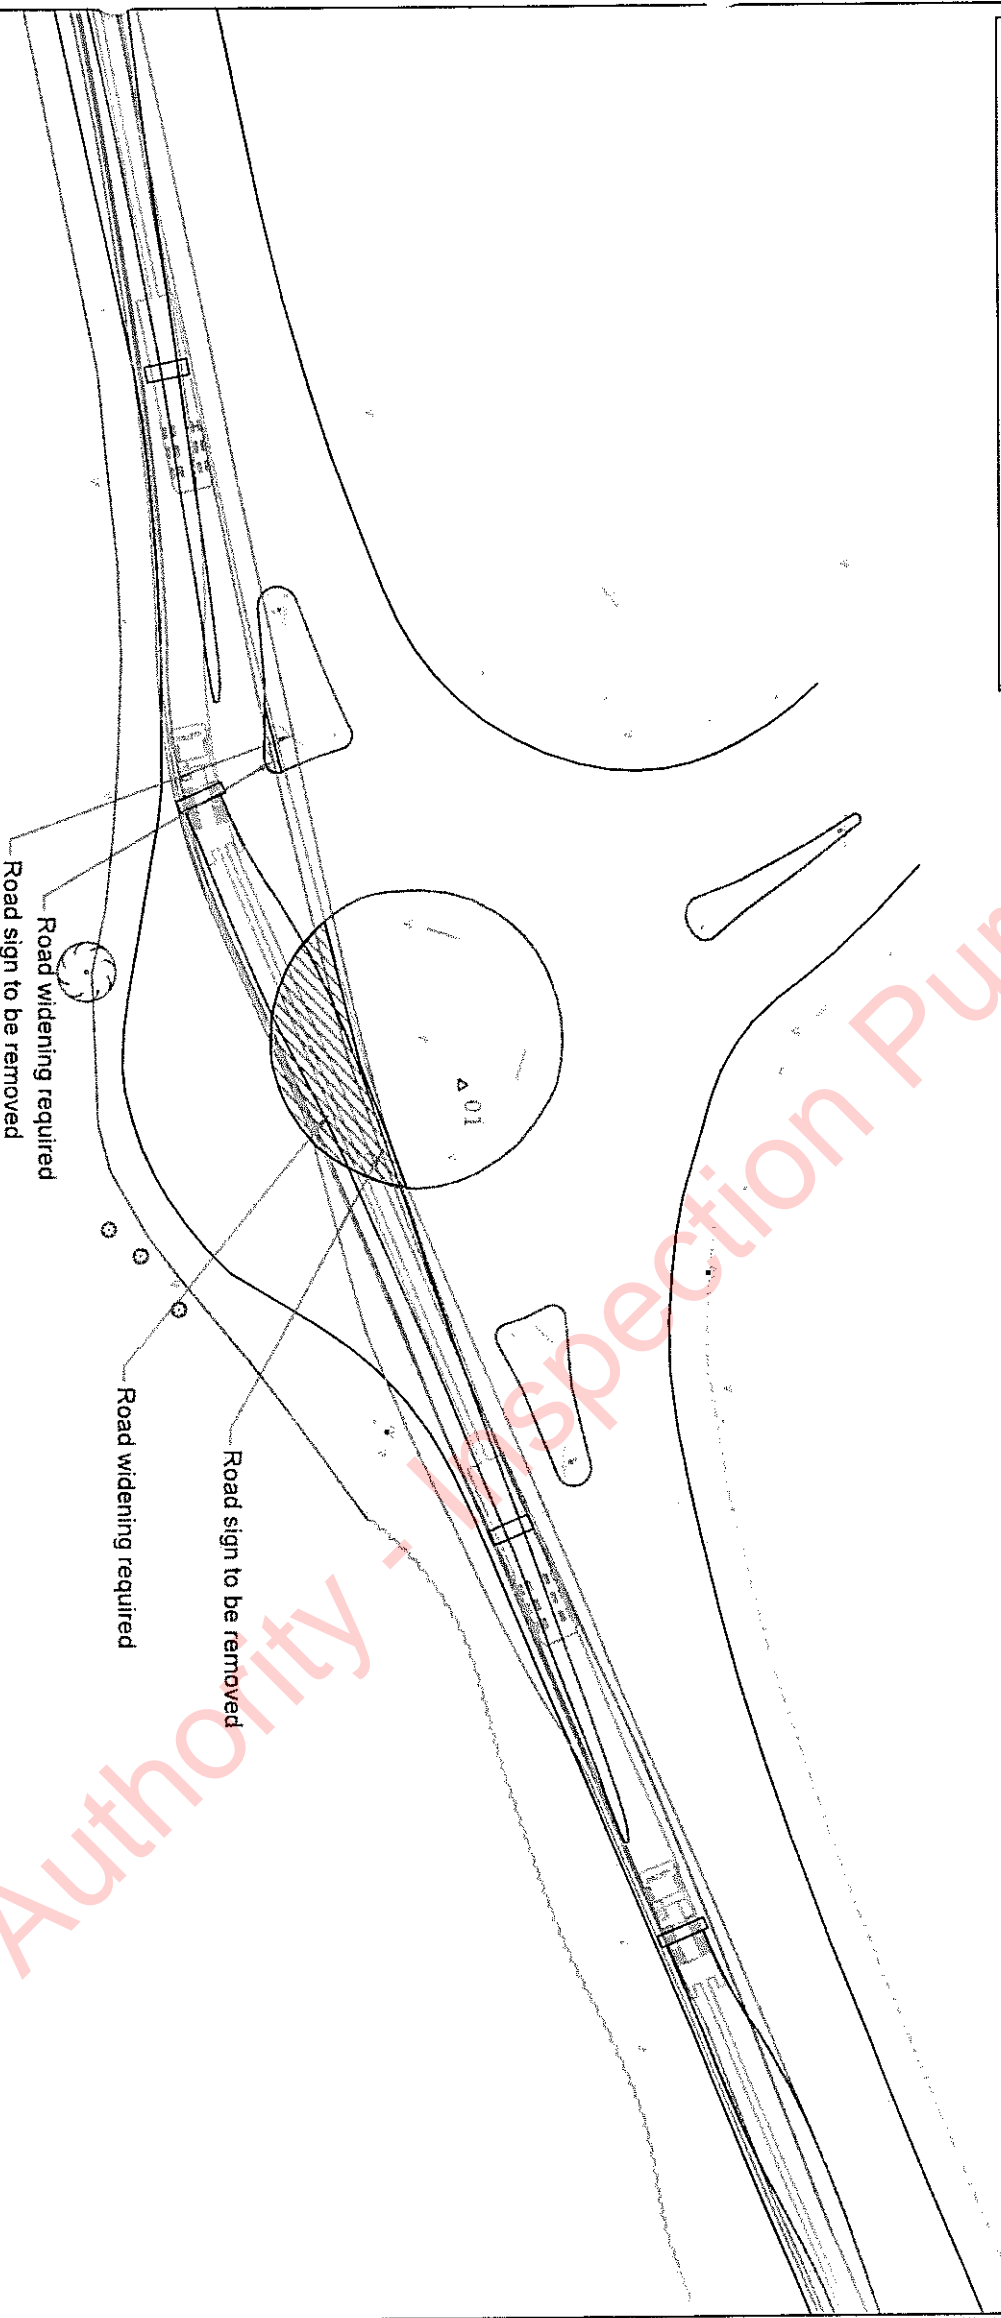 Road widening required
Road sign to be removed
Road sign to be removed
Road widening required
01
Authority - Inspection Pur